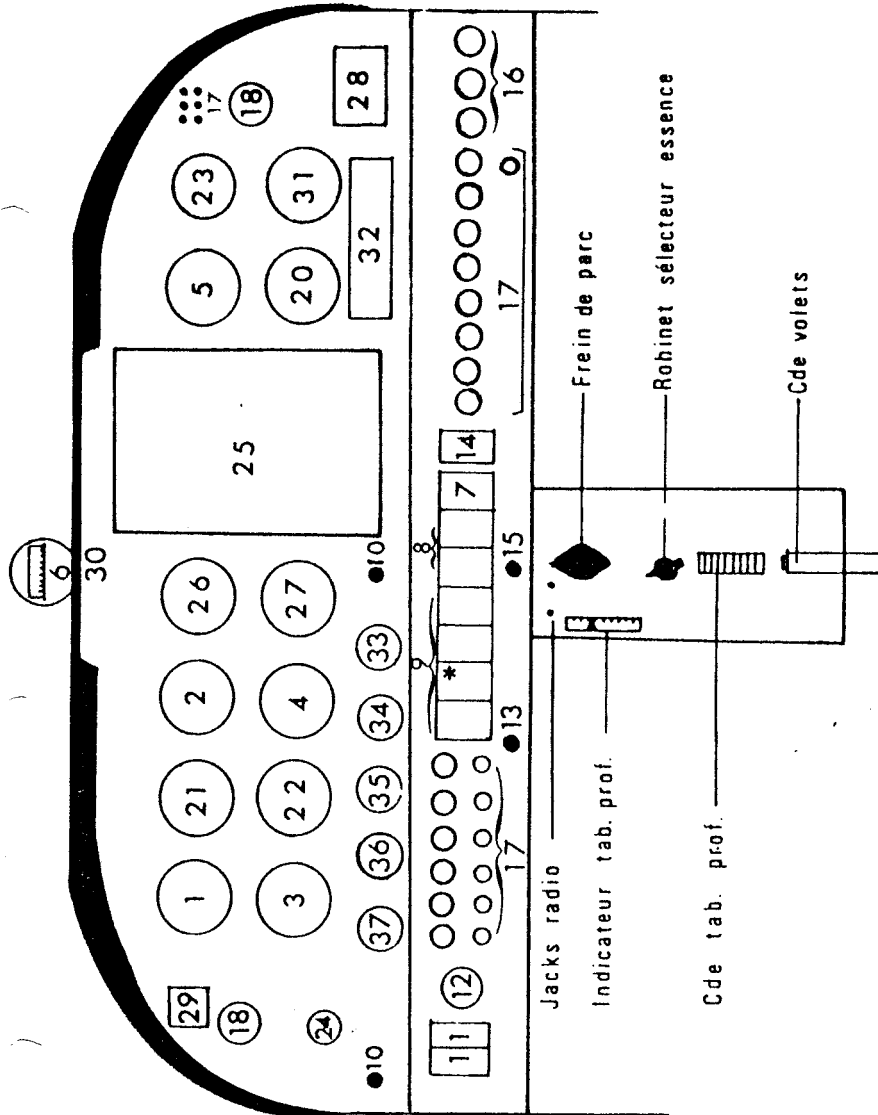 6
30
29 1 21 2 26 5 23 17
18 25 18
24 3 22 4 27 20 31
32 28
10 37 36 35 34 33 10
9 8
11 12 * 7 14
17 13 15 17 16
Jacks radio
Indicateur tab. prof.
Cde tab. prof.
Frein de parc
Robinet sélecteur essence
Cde volets